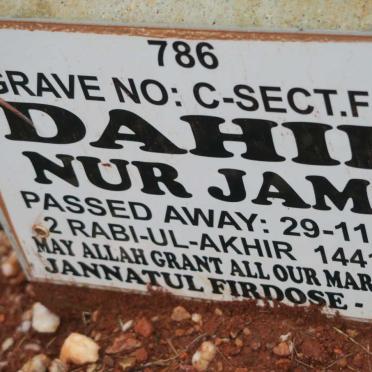 786
GRAVE NO: C-SECT.F
DAHI
NUR JAM
PASSED AWAY: 29-11
2 RABI-UL-AKHIR 144
MAY ALLAH GRANT ALL OUR MAR
JANNATUL FIRDOSE -